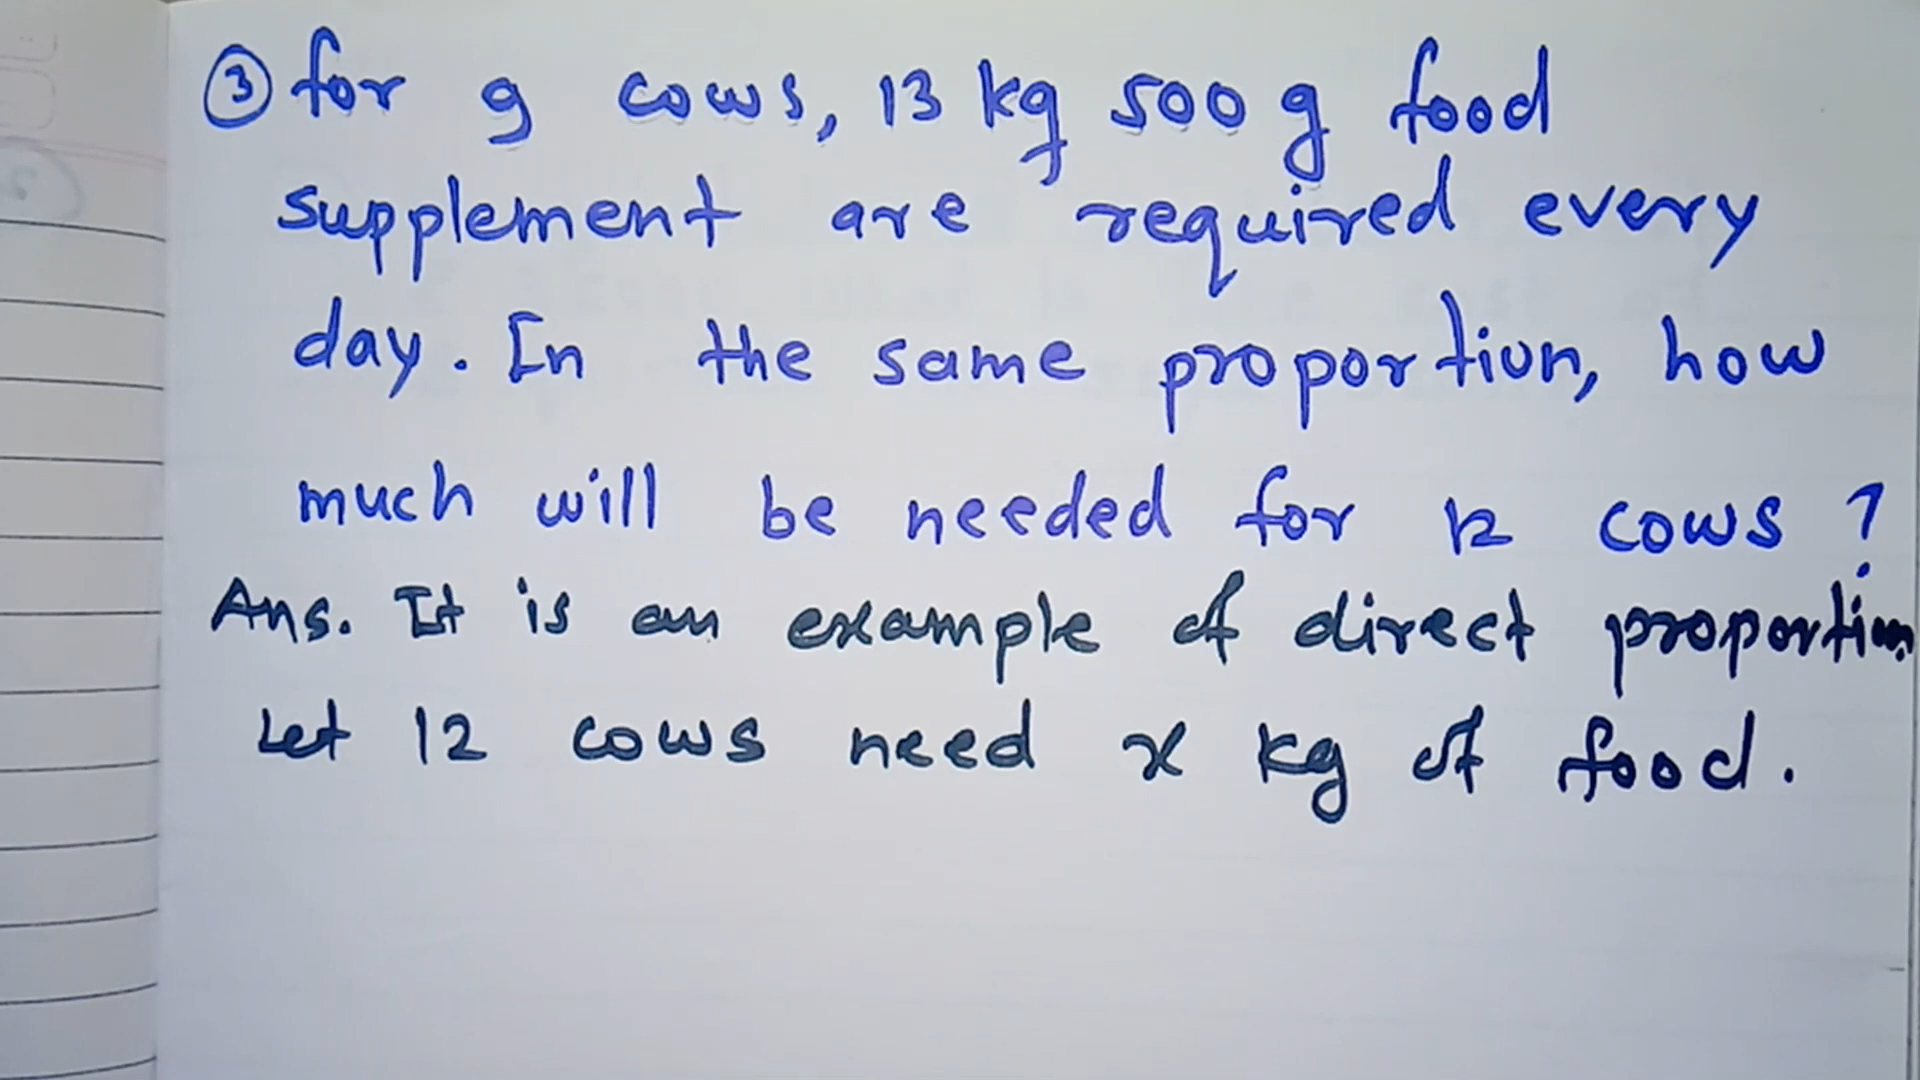 ③ for 9 cows, 13 kg 500 g food
supplement are required every
day. In the same proportion, how
much will be needed for 12 cows ?
Ans. It is an example of direct proportion.
Let 12 cows need x kg of food.